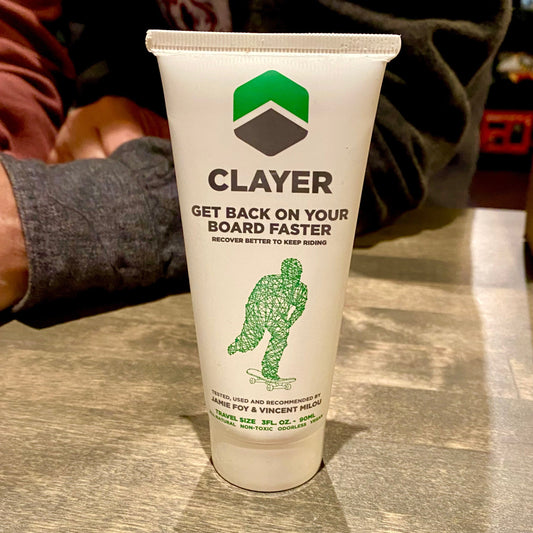 CLAYER
GET BACK ON YOUR
BOARD FASTER
RECOVER BETTER TO KEEP RIDING
TESTED, USED AND RECOMMENDED BY
JAMIE FOY & VINCENT MILOU
TRAVEL SIZE 3FL. OZ. - 90ML
NATURAL NON-TOXIC ODORLESS VEGAN